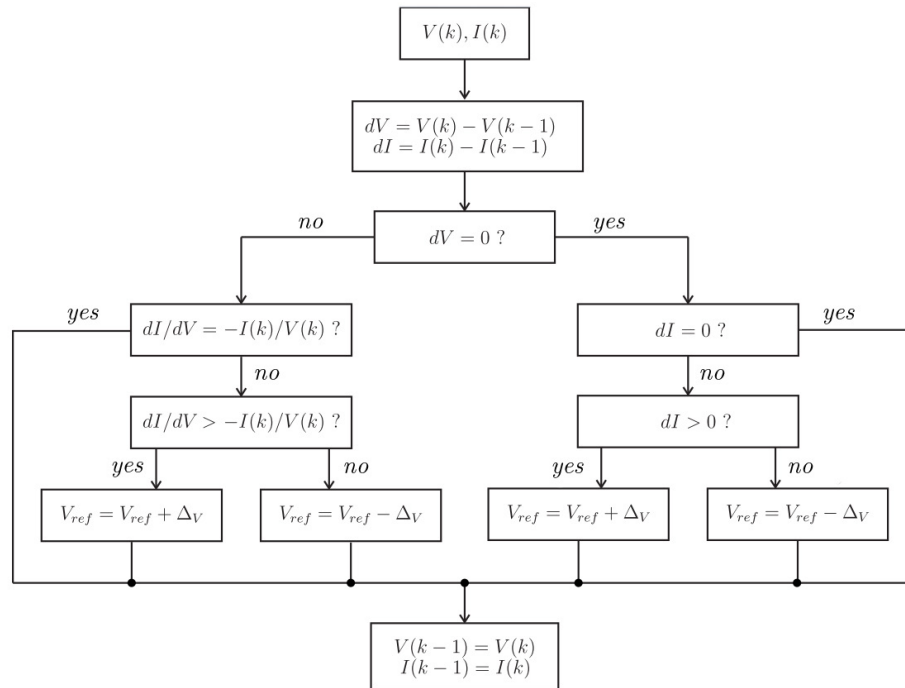 V(k), I(k)
dV = V(k) − V(k − 1)
dI = I(k) − I(k − 1)
no
yes
dV = 0 ?
yes
yes
dI/dV = −I(k)/V(k) ?
dI = 0 ?
no
no
dI/dV > −I(k)/V(k) ?
dI > 0 ?
yes
no
yes
no
V_ref = V_ref + Δ_V
V_ref = V_ref − Δ_V
V_ref = V_ref + Δ_V
V_ref = V_ref − Δ_V
V(k − 1) = V(k)
I(k − 1) = I(k)